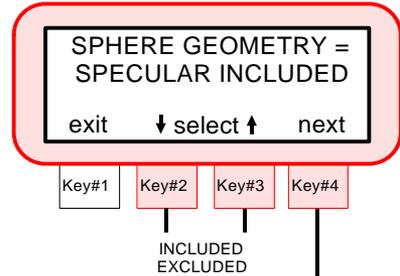 SPHERE GEOMETRY =
SPECULAR INCLUDED
exit ↓ select ↑ next
Key#1 Key#2 Key#3 Key#4
INCLUDED
EXCLUDED